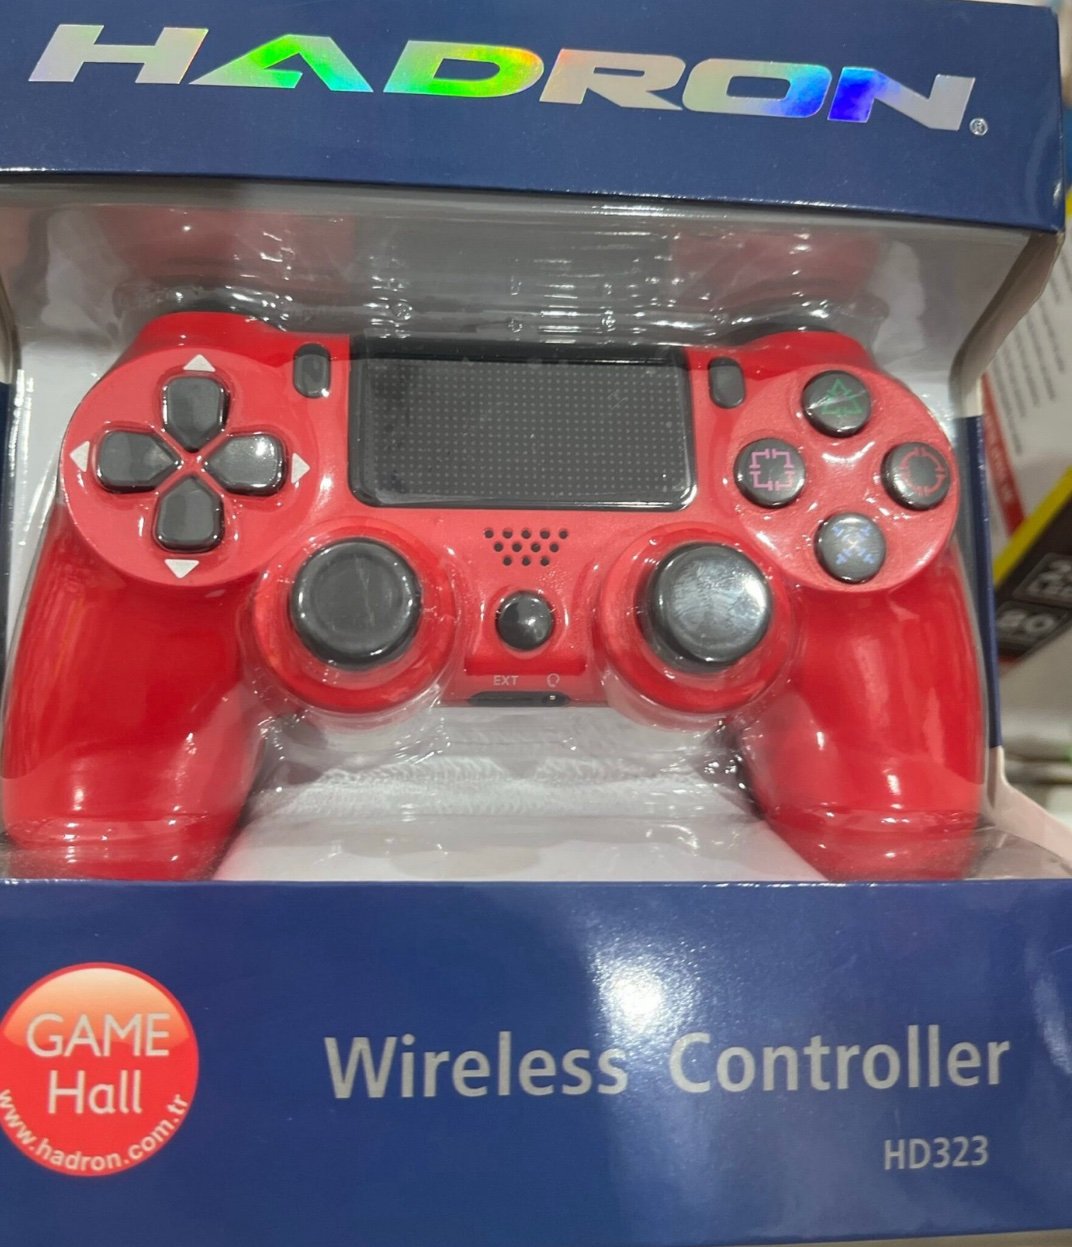 HADRON®
EXT
GAME
Hall
www.hadron.com.tr
Wireless Controller
HD323